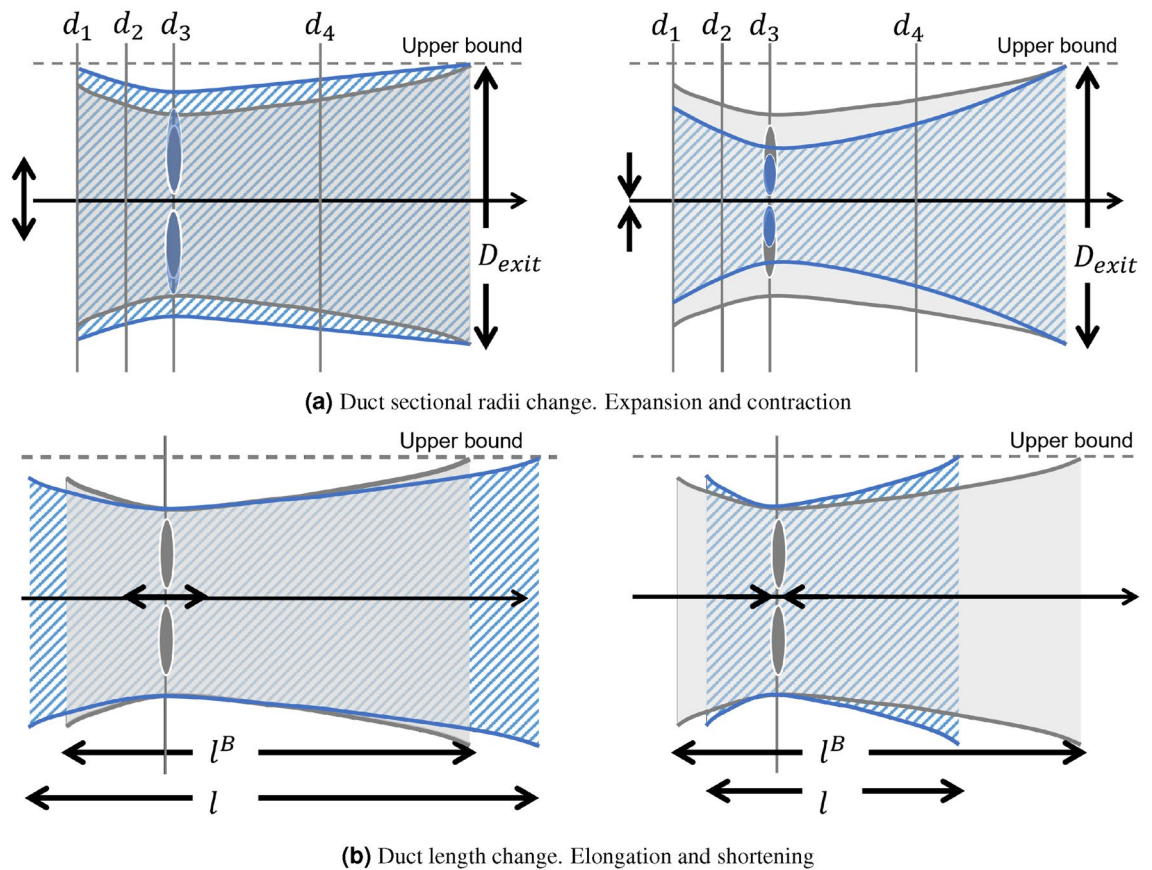 d₁ d₂ d₃ d₄
Upper bound
D_exit
d₁ d₂ d₃ d₄
Upper bound
D_exit
(a) Duct sectional radii change. Expansion and contraction
Upper bound
l^B
l
Upper bound
l^B
l
(b) Duct length change. Elongation and shortening